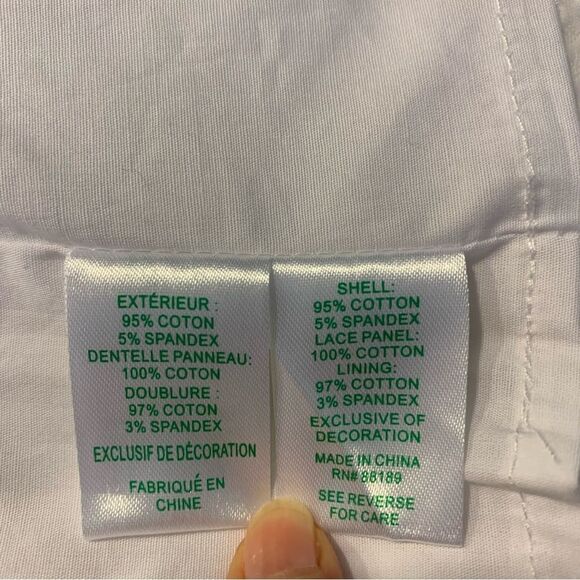 EXTÉRIEUR :
95% COTON
5% SPANDEX
DENTELLE PANNEAU:
100% COTON
DOUBLURE :
97% COTON
3% SPANDEX
EXCLUSIF DE DÉCORATION
FABRIQUÉ EN
CHINE
SHELL:
95% COTTON
5% SPANDEX
LACE PANEL:
100% COTTON
LINING:
97% COTTON
3% SPANDEX
EXCLUSIVE OF
DECORATION
MADE IN CHINA
RN# 88189
SEE REVERSE
FOR CARE